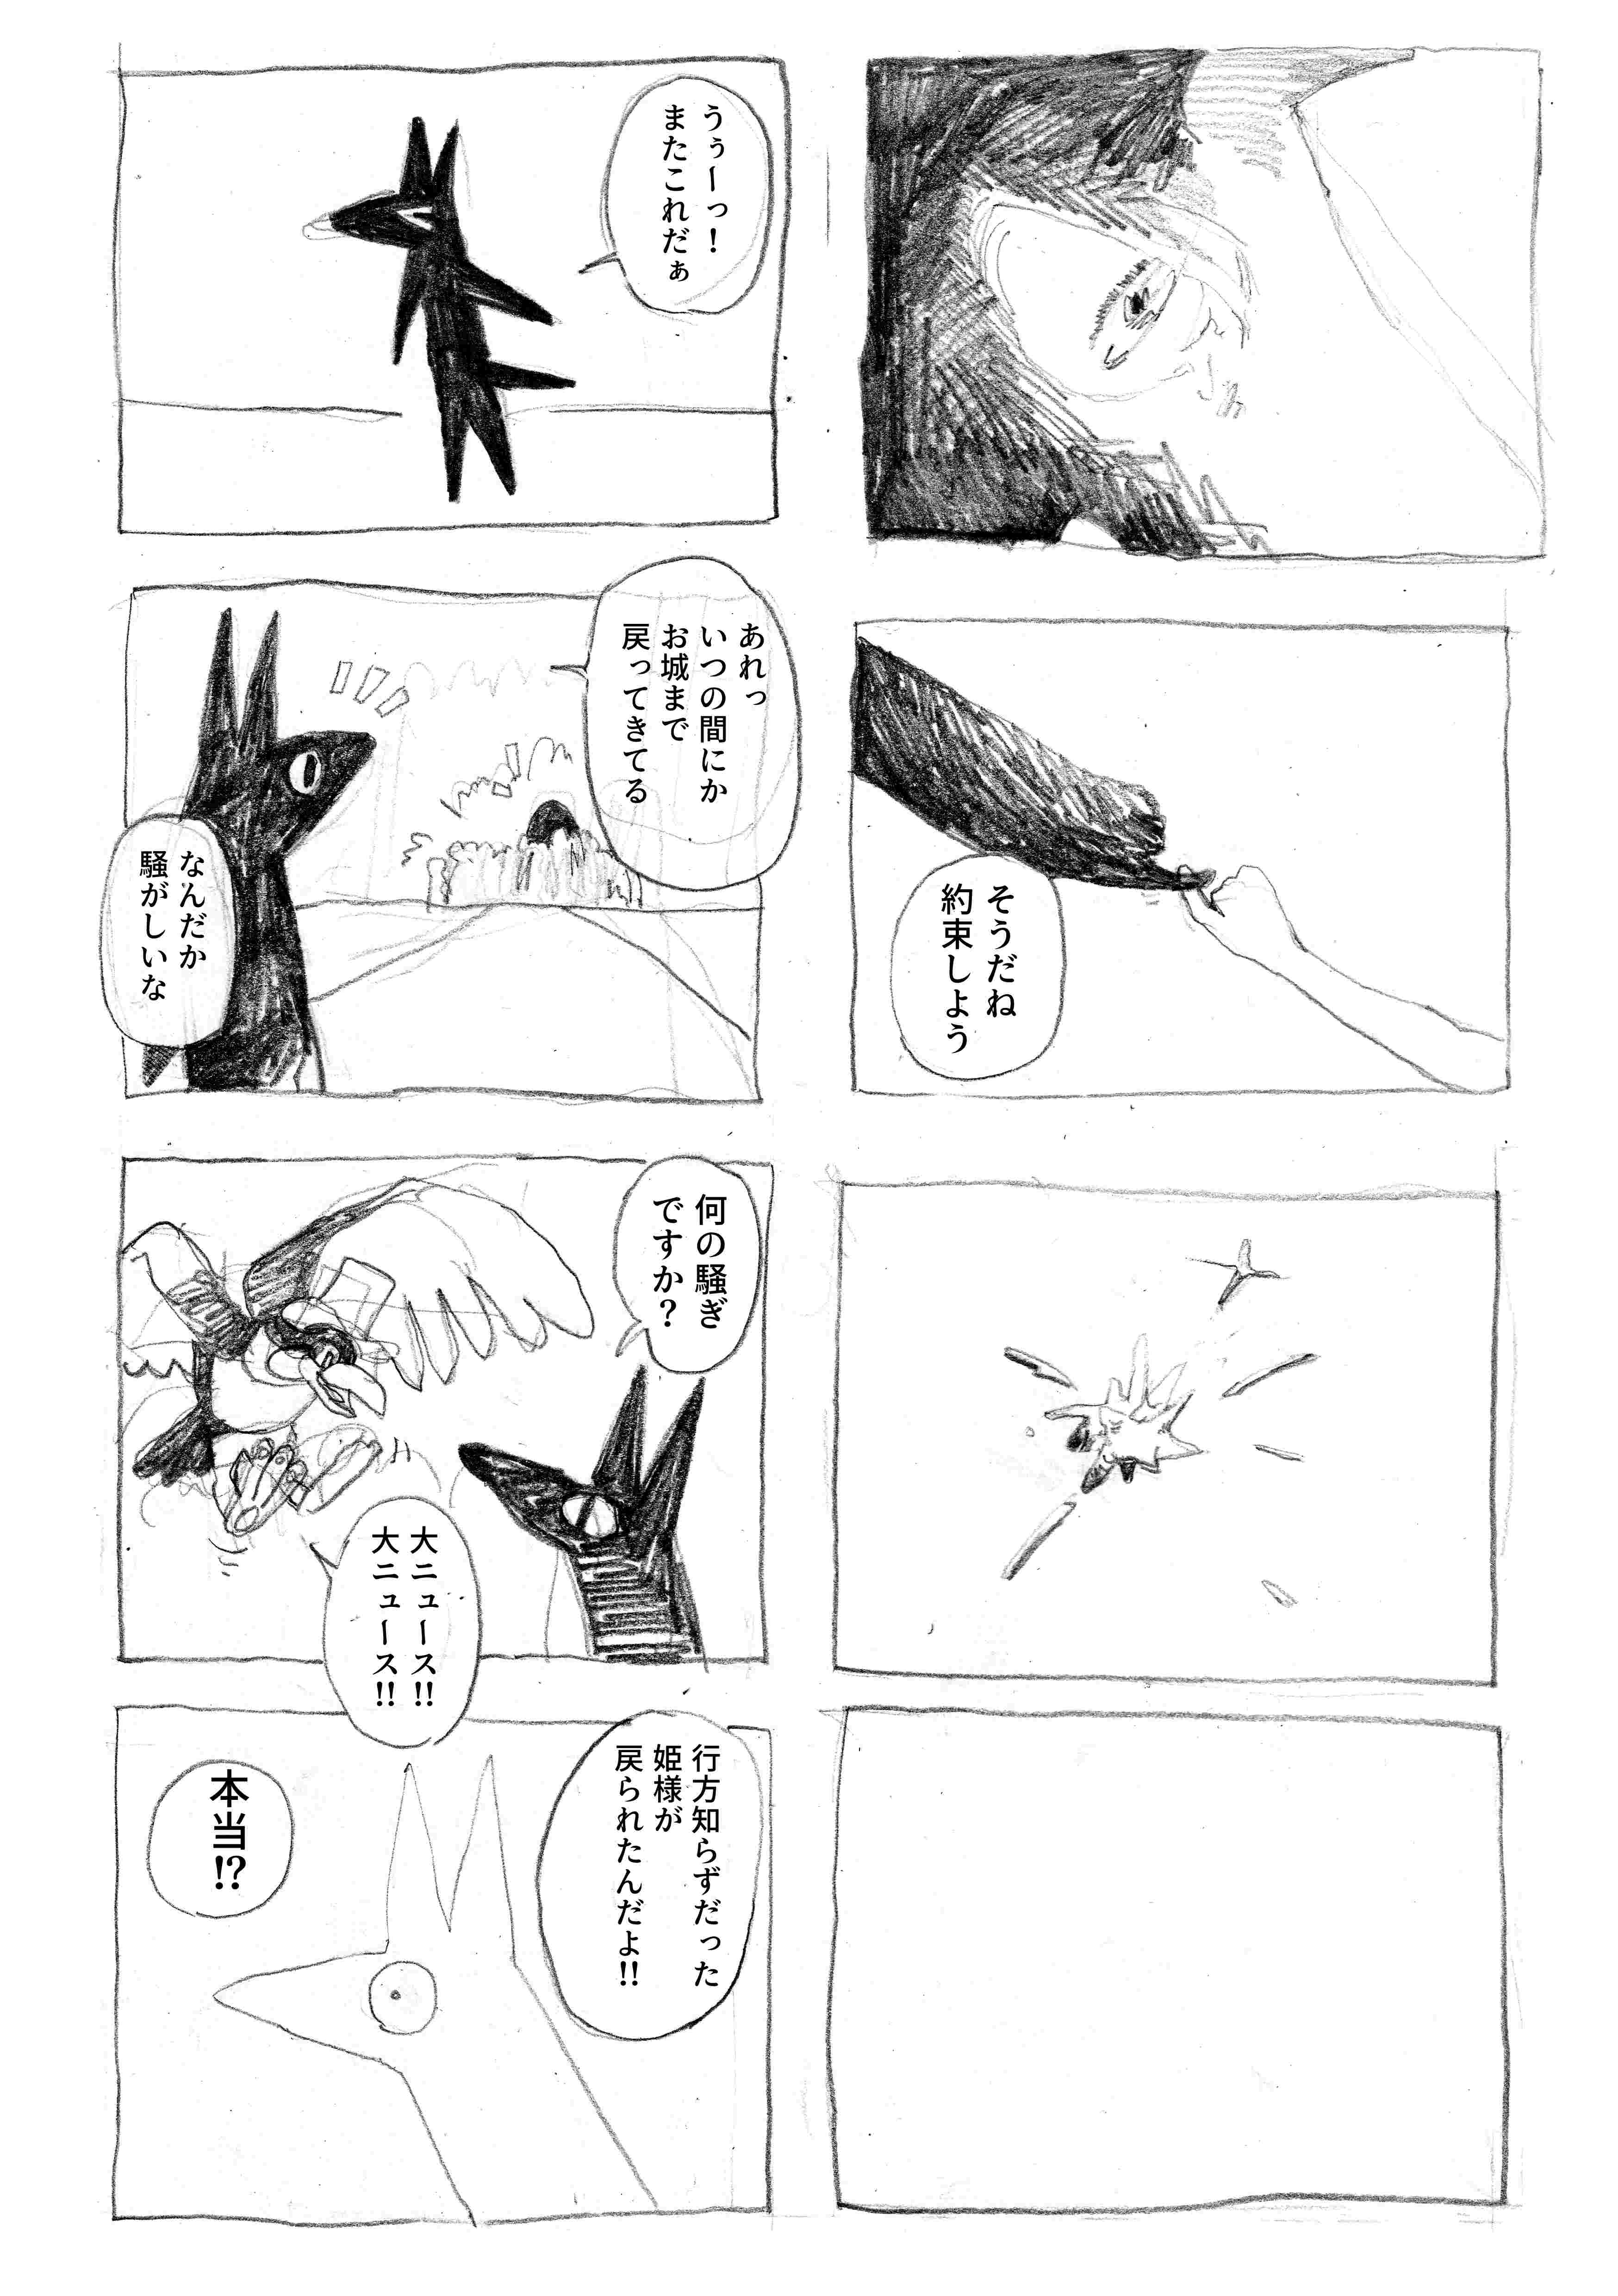 そうだね
約束しよう
うぅーっ！
またこれだぁ
あれっ
いつの間にか
お城まで
戻ってきてる
なんだか
騒がしいな
何の騒ぎ
ですか？
大ニュース!!
大ニュース!!
行方知らずだった
姫様が
戻られたんだよ!!
本当!?